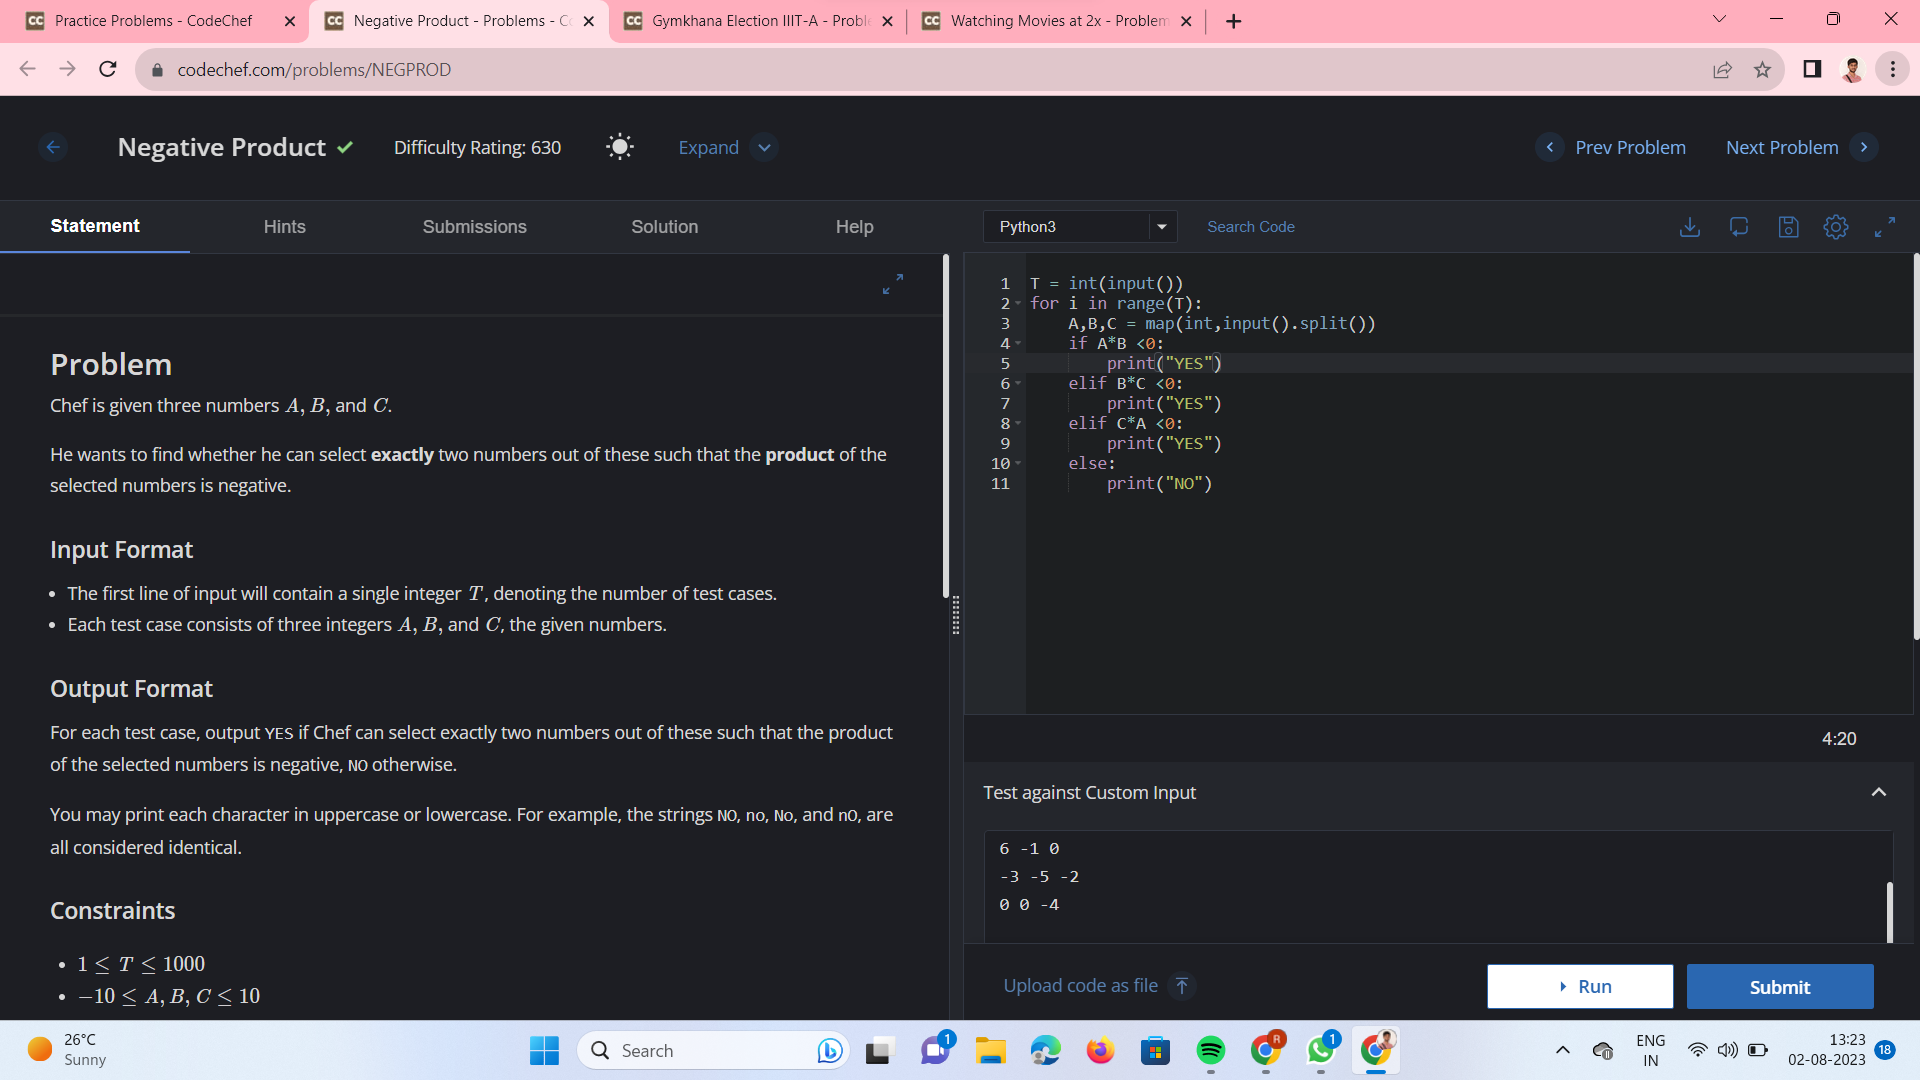 Practice Problems - CodeChef
Negative Product - Problems - C
Gymkhana Election IIIT-A - Proble
Watching Movies at 2x - Problem
codechef.com/problems/NEGPROD
Negative Product
Difficulty Rating: 630
Expand
Prev Problem
Next Problem
Statement
Hints
Submissions
Solution
Help
Problem
Chef is given three numbers A, B, and C.
He wants to find whether he can select exactly two numbers out of these such that the product of the
selected numbers is negative.
Input Format
• The first line of input will contain a single integer T, denoting the number of test cases.
• Each test case consists of three integers A, B, and C, the given numbers.
Output Format
For each test case, output YES if Chef can select exactly two numbers out of these such that the product
of the selected numbers is negative, NO otherwise.
You may print each character in uppercase or lowercase. For example, the strings NO, no, No, and nO, are
all considered identical.
Constraints
• 1 ≤ T ≤ 1000
• −10 ≤ A, B, C ≤ 10
Python3
Search Code
1 T = int(input())
2 for i in range(T):
3 A,B,C = map(int,input().split())
4 if A*B <0:
5 print("YES")
6 elif B*C <0:
7 print("YES")
8 elif C*A <0:
9 print("YES")
10 else:
11 print("NO")
4:20
Test against Custom Input
6 -1 0
-3 -5 -2
0 0 -4
Upload code as file
Run
Submit
26°C
Sunny
Search
1
R
1
ENG
IN
13:23
02-08-2023
18